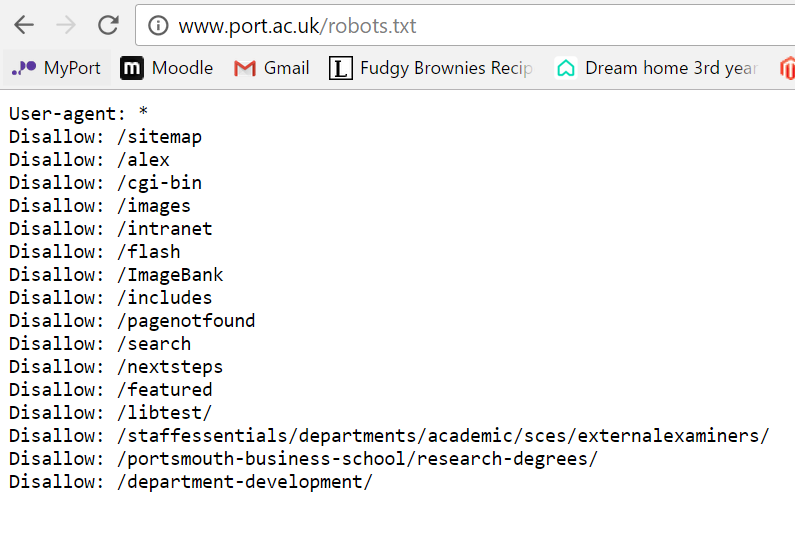 www.port.ac.uk/robots.txt
MyPort m Moodle Gmail L Fudgy Brownies Recip Dream home 3rd year
User-agent: *
Disallow: /sitemap
Disallow: /alex
Disallow: /cgi-bin
Disallow: /images
Disallow: /intranet
Disallow: /flash
Disallow: /ImageBank
Disallow: /includes
Disallow: /pagenotfound
Disallow: /search
Disallow: /nextsteps
Disallow: /featured
Disallow: /libtest/
Disallow: /staffessentials/departments/academic/sces/externalexaminers/
Disallow: /portsmouth-business-school/research-degrees/
Disallow: /department-development/